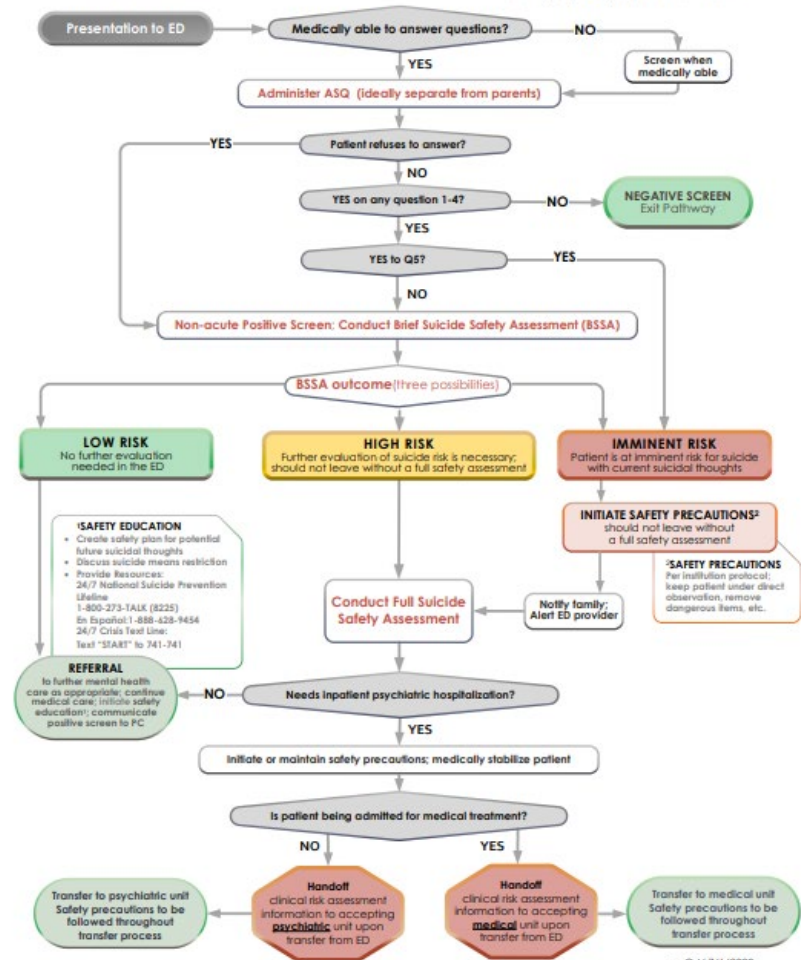 Presentation to ED
Medically able to answer questions?
NO
Screen when
medically able
YES
Administer ASQ (ideally separate from parents)
YES
Patient refuses to answer?
NO
YES on any question 1-4?
NO
NEGATIVE SCREEN
Exit Pathway
YES
YES to Q5?
YES
NO
Non-acute Positive Screen: Conduct Brief Suicide Safety Assessment (BSSA)
BSSA outcome(three possibilities)
LOW RISK
No further evaluation
needed in the ED
HIGH RISK
Further evaluation of suicide risk is necessary;
should not leave without a full safety assessment
IMMINENT RISK
Patient is at imminent risk for suicide
with current suicidal thoughts
INITIATE SAFETY PRECAUTIONS²
should not leave without
a full safety assessment
¹SAFETY EDUCATION
• Create safety plan for potential
future suicidal thoughts
• Discuss suicide means restriction
• Provide Resources:
24/7 National Suicide Prevention
Lifeline
1-800-273-TALK (8225)
En Español:1-888-628-9454
24/7 Crisis Text Line:
Text "START" to 741-741
²SAFETY PRECAUTIONS
Per institution protocol;
keep patient under direct
observation, remove
dangerous items, etc.
Conduct Full Suicide
Safety Assessment
Notify family;
Alert ED provider
REFERRAL
to further mental health
care as appropriate; continue
medical care; initiate safety
education¹; communicate
positive screen to PC
NO
Needs inpatient psychiatric hospitalization?
YES
Initiate or maintain safety precautions; medically stabilize patient
Is patient being admitted for medical treatment?
NO
YES
Transfer to psychiatric unit
Safety precautions to be
followed throughout
transfer process
Handoff
clinical risk assessment
information to accepting
psychiatric unit upon
transfer from ED
Handoff
clinical risk assessment
information to accepting
medical unit upon
transfer from ED
Transfer to medical unit
Safety precautions to be
followed throughout
transfer process